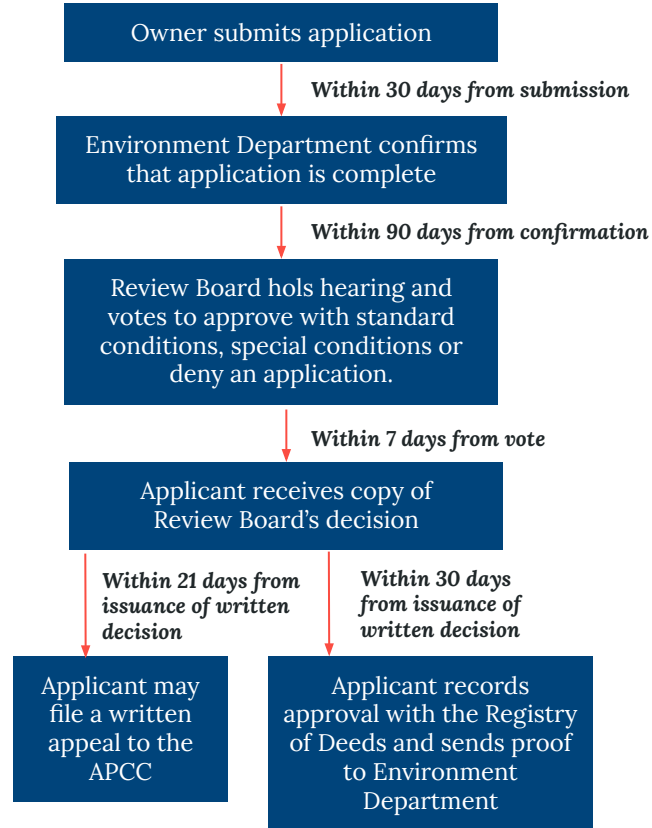 Owner submits application
Within 30 days from submission
Environment Department confirms
that application is complete
Within 90 days from confirmation
Review Board hols hearing and
votes to approve with standard
conditions, special conditions or
deny an application.
Within 7 days from vote
Applicant receives copy of
Review Board’s decision
Within 21 days from
issuance of written
decision
Within 30 days
from issuance of
written decision
Applicant may
file a written
appeal to the
APCC
Applicant records
approval with the Registry
of Deeds and sends proof
to Environment
Department